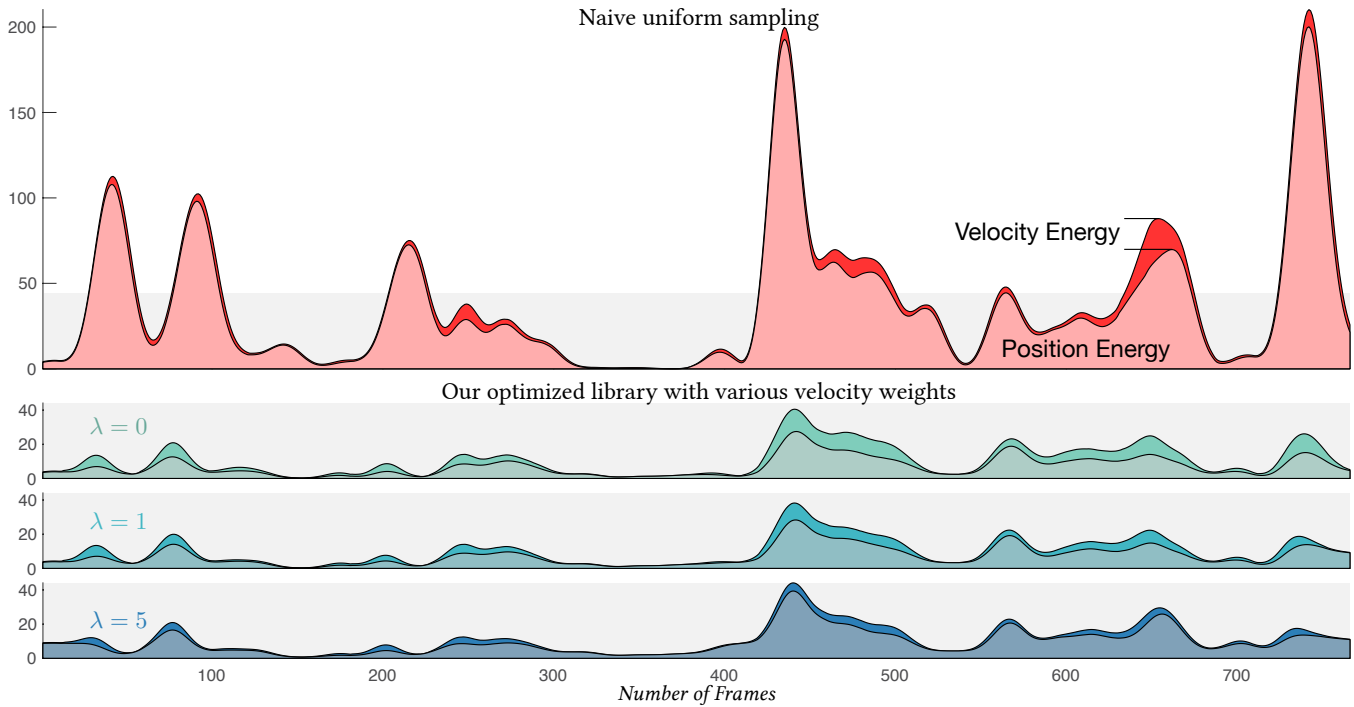 Naive uniform sampling
200
150
100
50
0
Velocity Energy
Position Energy
Our optimized library with various velocity weights
40
20
0
λ = 0
40
20
0
λ = 1
40
20
0
λ = 5
100 200 300 400 500 600 700
Number of Frames